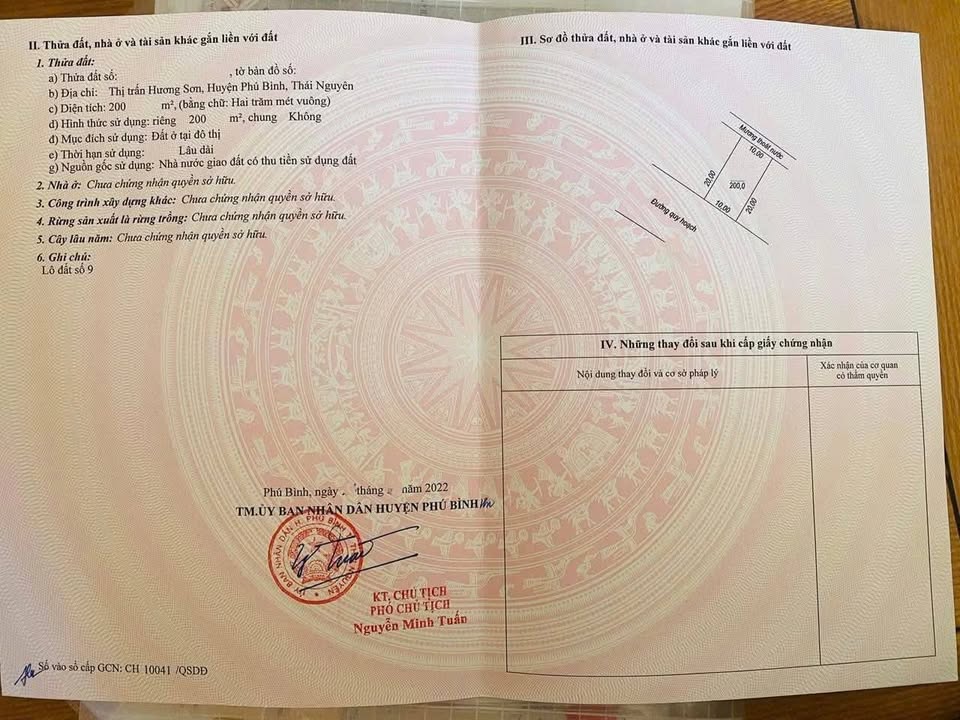 II. Thửa đất, nhà ở và tài sản khác gắn liền với đất
1. Thửa đất:
a) Thửa đất số: , tờ bản đồ số:
b) Địa chỉ: Thị trấn Hương Sơn, Huyện Phú Bình, Thái Nguyên
c) Diện tích: 200 m², (bằng chữ: Hai trăm mét vuông)
d) Hình thức sử dụng: riêng 200 m², chung Không
đ) Mục đích sử dụng: Đất ở tại đô thị
e) Thời hạn sử dụng: Lâu dài
g) Nguồn gốc sử dụng: Nhà nước giao đất có thu tiền sử dụng đất
2. Nhà ở: Chưa chứng nhận quyền sở hữu.
3. Công trình xây dựng khác: Chưa chứng nhận quyền sở hữu.
4. Rừng sản xuất là rừng trồng: Chưa chứng nhận quyền sở hữu.
5. Cây lâu năm: Chưa chứng nhận quyền sở hữu.
6. Ghi chú:
Lô đất số 9
Phú Bình, ngày tháng năm 2022
TM.ỦY BAN NHÂN DÂN HUYỆN PHÚ BÌNH
ỦY BAN NHÂN DÂN H. PHÚ BÌNH T. THÁI NGUYÊN
KT. CHỦ TỊCH
PHÓ CHỦ TỊCH
Nguyễn Minh Tuấn
Số vào sổ cấp GCN: CH 10041 /QSDĐ
III. Sơ đồ thửa đất, nhà ở và tài sản khác gắn liền với đất
Mương thoát nước
10,00
20,00
200,0
20,00
10,00
Đường quy hoạch
IV. Những thay đổi sau khi cấp giấy chứng nhận
Nội dung thay đổi và cơ sở pháp lý
Xác nhận của cơ quan
có thẩm quyền